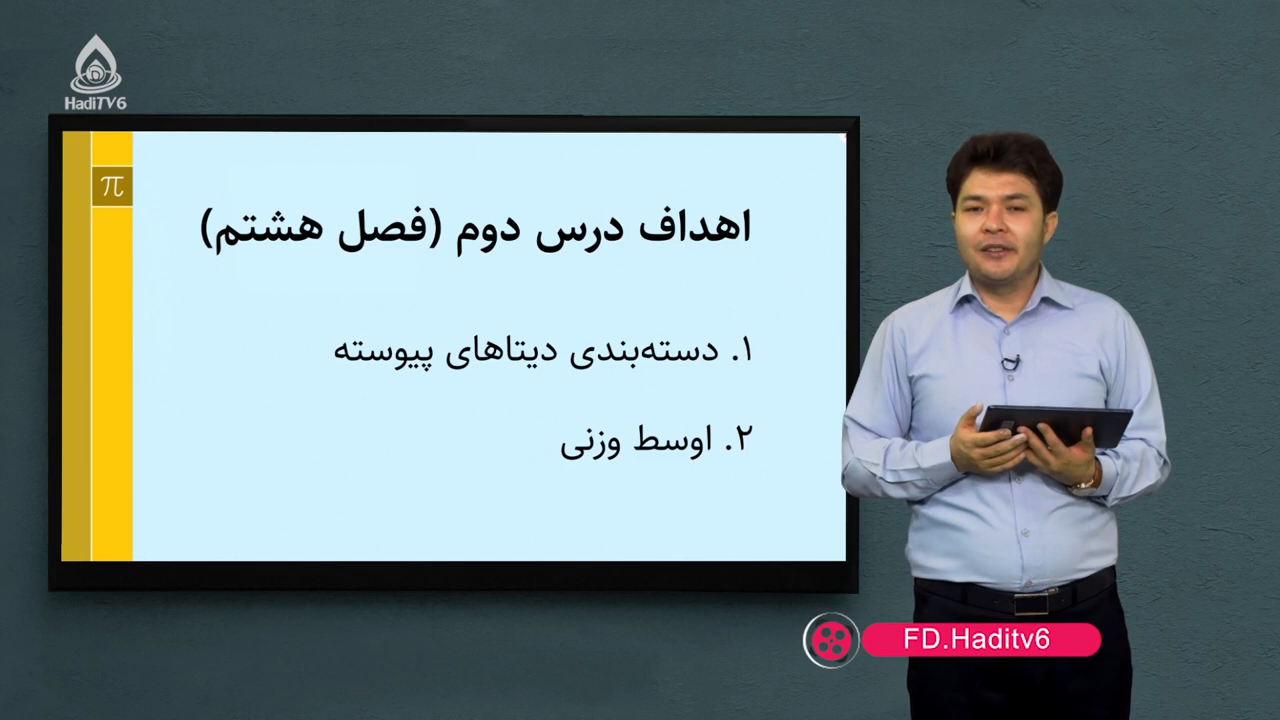 HadiTV6
π
اهداف درس دوم (فصل هشتم)
۱. دسته‌بندی دیتاهای پیوسته
۲. اوسط وزنی
FD.Haditv6